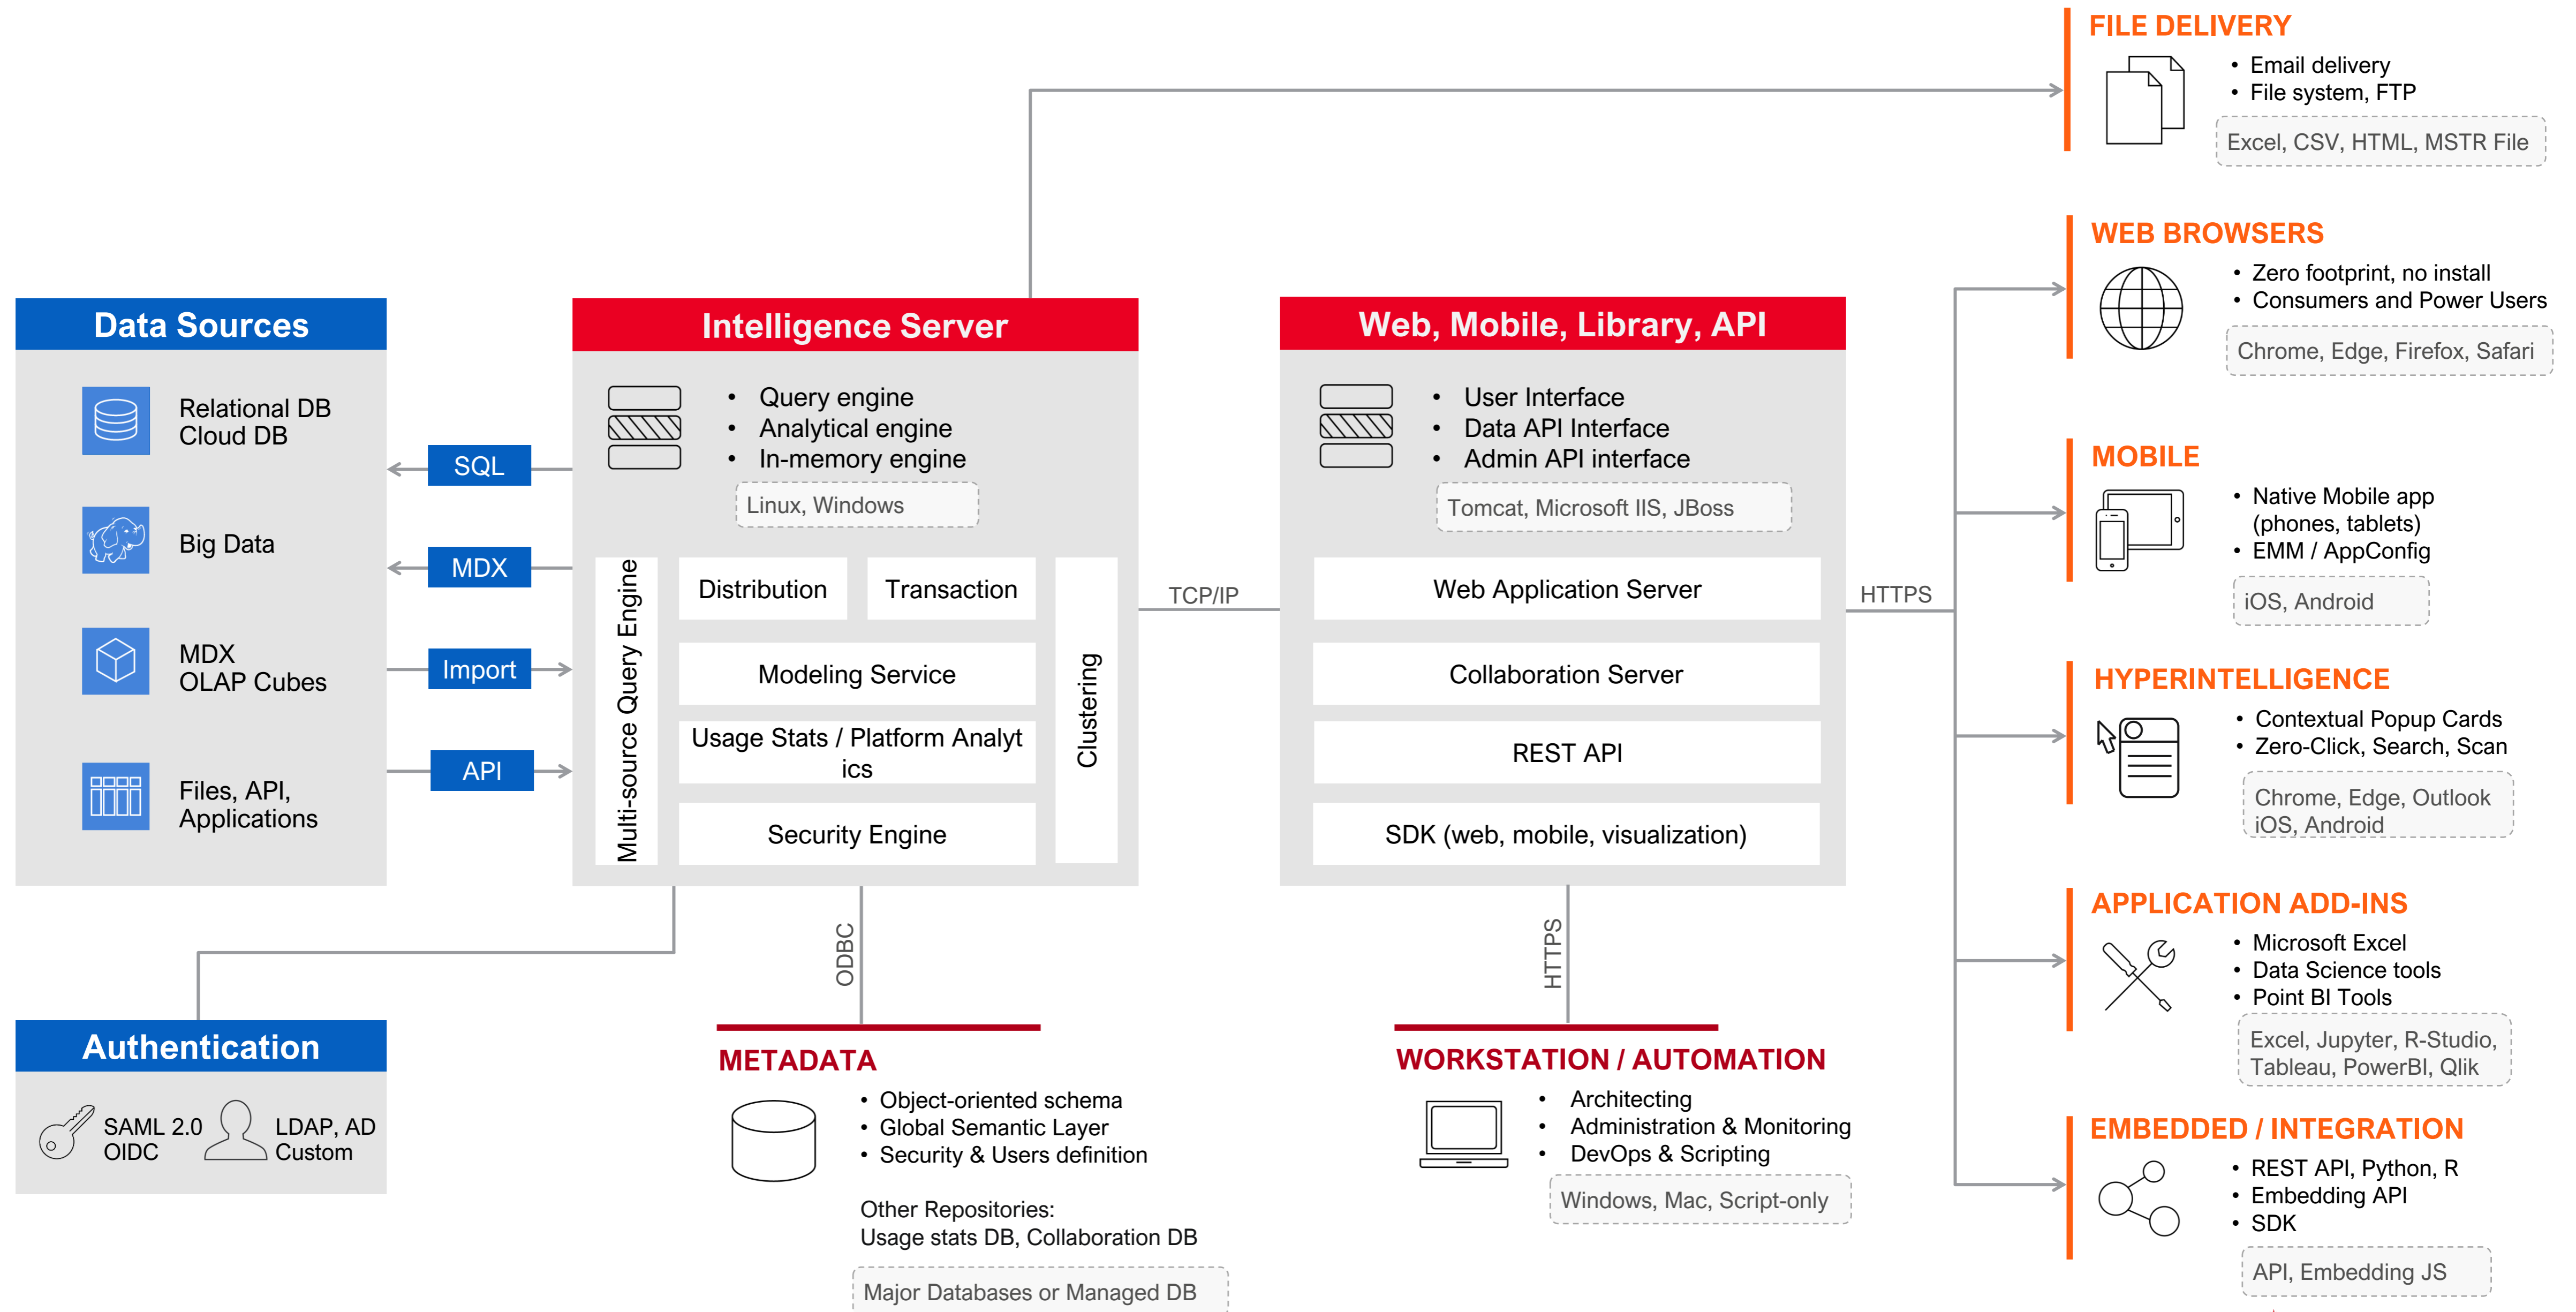 FILE DELIVERY
• Email delivery
• File system, FTP
Excel, CSV, HTML, MSTR File
WEB BROWSERS
• Zero footprint, no install
• Consumers and Power Users
Chrome, Edge, Firefox, Safari
MOBILE
• Native Mobile app
(phones, tablets)
• EMM / AppConfig
iOS, Android
HYPERINTELLIGENCE
• Contextual Popup Cards
• Zero-Click, Search, Scan
Chrome, Edge, Outlook
iOS, Android
APPLICATION ADD-INS
• Microsoft Excel
• Data Science tools
• Point BI Tools
Excel, Jupyter, R-Studio,
Tableau, PowerBI, Qlik
EMBEDDED / INTEGRATION
• REST API, Python, R
• Embedding API
• SDK
API, Embedding JS
Data Sources
Relational DB
Cloud DB
Big Data
MDX
OLAP Cubes
Files, API,
Applications
SQL
MDX
Import
API
Intelligence Server
• Query engine
• Analytical engine
• In-memory engine
Linux, Windows
Multi-source Query Engine
Distribution
Transaction
Modeling Service
Usage Stats / Platform Analyt
ics
Security Engine
Clustering
TCP/IP
Web, Mobile, Library, API
• User Interface
• Data API Interface
• Admin API interface
Tomcat, Microsoft IIS, JBoss
Web Application Server
Collaboration Server
REST API
SDK (web, mobile, visualization)
HTTPS
ODBC
HTTPS
Authentication
SAML 2.0
OIDC
LDAP, AD
Custom
METADATA
• Object-oriented schema
• Global Semantic Layer
• Security & Users definition
Other Repositories:
Usage stats DB, Collaboration DB
Major Databases or Managed DB
WORKSTATION / AUTOMATION
• Architecting
• Administration & Monitoring
• DevOps & Scripting
Windows, Mac, Script-only